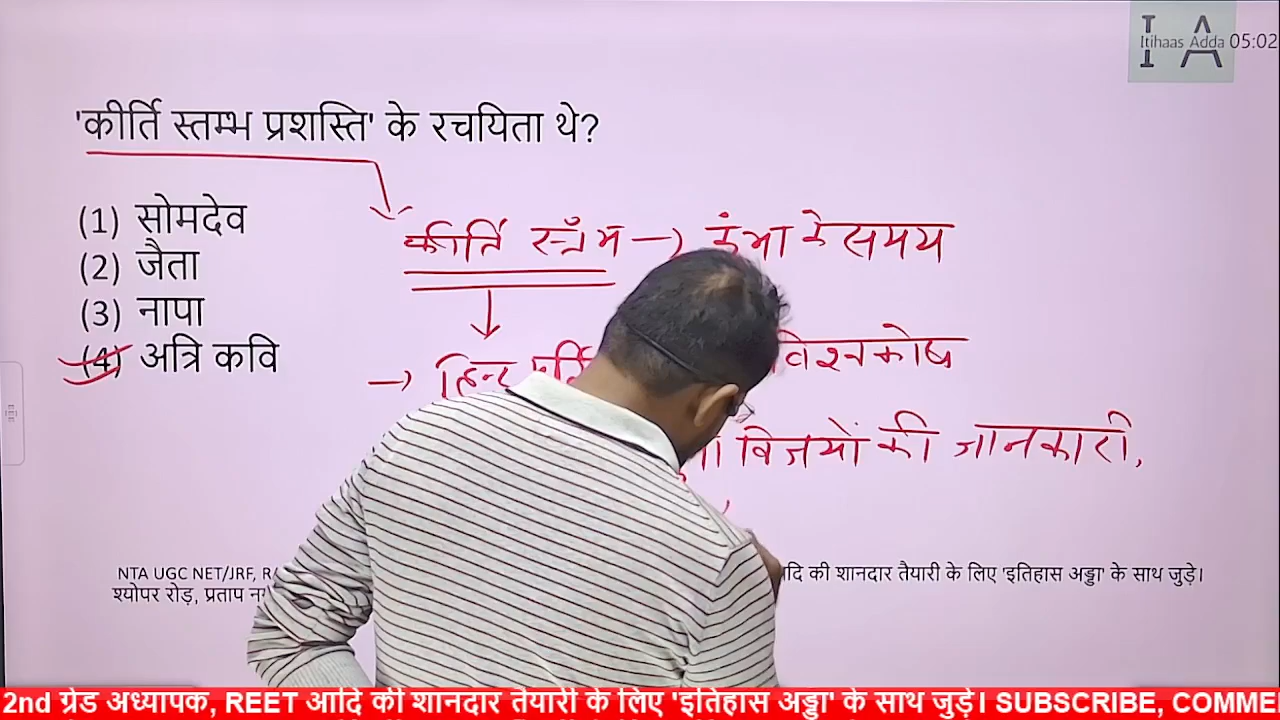 Itihaas Adda 05:02
'कीर्ति स्तम्भ प्रशस्ति' के रचयिता थे?
(1) सोमदेव
(2) जैता
(3) नापा
(4) अत्रि कवि
कीर्ति स्तंभ → कुंभा के समय
→ हिन्दू मूर्ति विश्वकोष
विजयों की जानकारी,
NTA UGC NET/JRF, आदि की शानदार तैयारी के लिए 'इतिहास अड्डा' के साथ जुड़े।
श्योपर रोड़, प्रताप
2nd ग्रेड अध्यापक, REET आदि की शानदार तैयारी के लिए 'इतिहास अड्डा' के साथ जुड़े। SUBSCRIBE, COMME